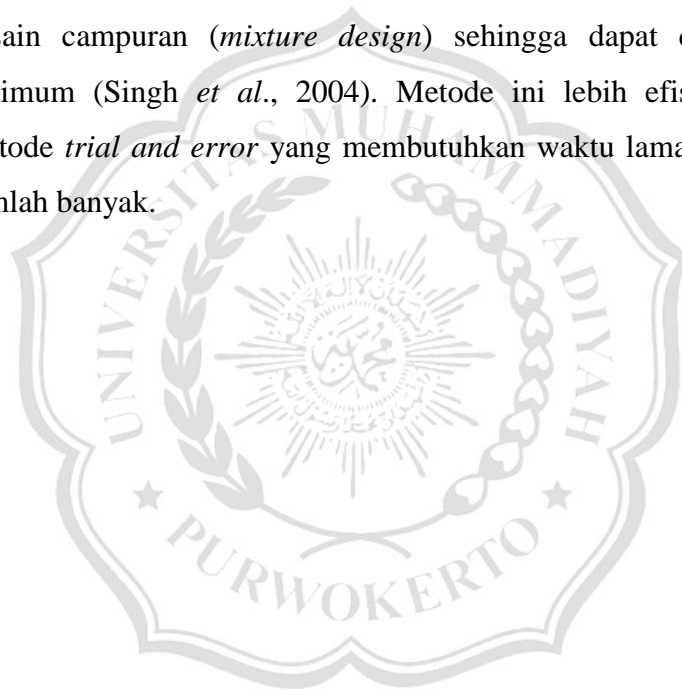 ain campuran (mixture design) sehingga dapat
imum (Singh et al., 2004). Metode ini lebih efis
tode trial and error yang membutuhkan waktu lama
nlah banyak.
UNIVERSITAS MUHAMMADIYAH
PURWOKERTO